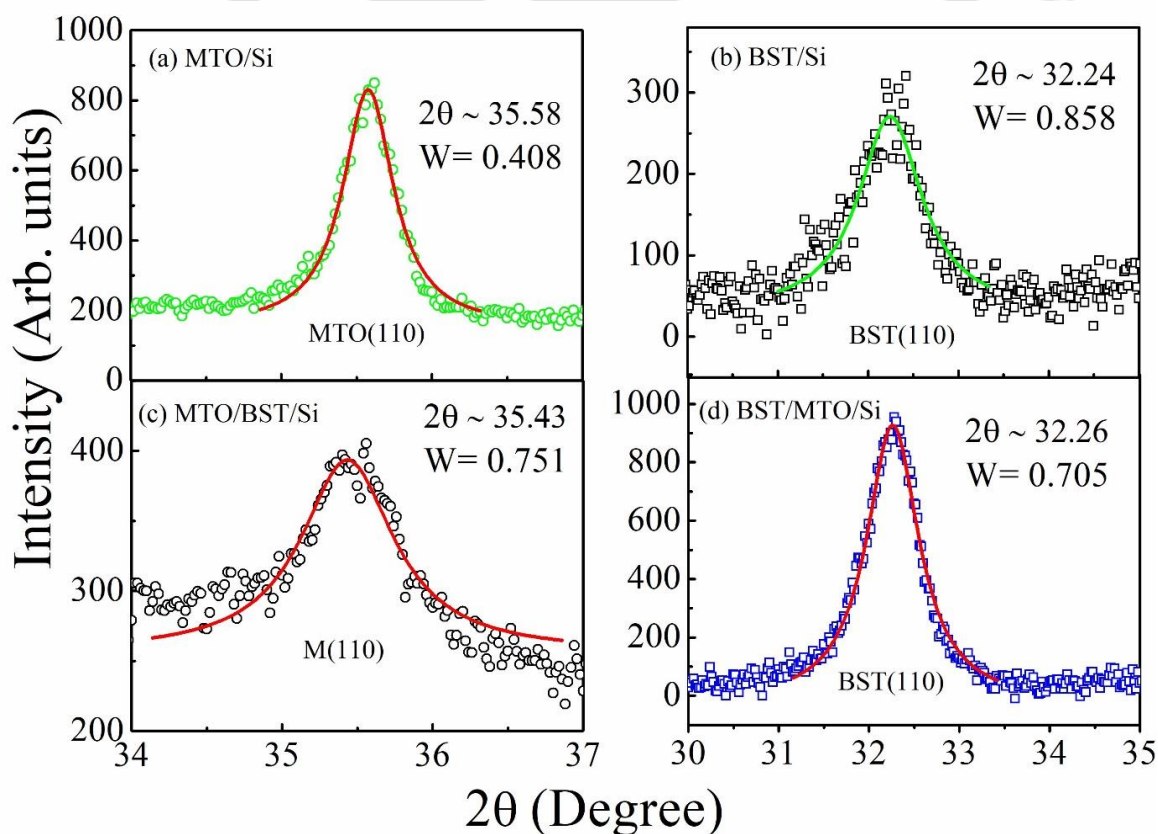 Intensity (Arb. units)
1000
800
600
400
200
0
(a) MTO/Si
2θ ~ 35.58
W= 0.408
MTO(110)
300
200
100
0
(b) BST/Si
2θ ~ 32.24
W= 0.858
BST(110)
400
300
200
(c) MTO/BST/Si
2θ ~ 35.43
W= 0.751
M(110)
34 35 36 37
1000
800
600
400
200
0
(d) BST/MTO/Si
2θ ~ 32.26
W= 0.705
BST(110)
30 31 32 33 34 35
2θ (Degree)